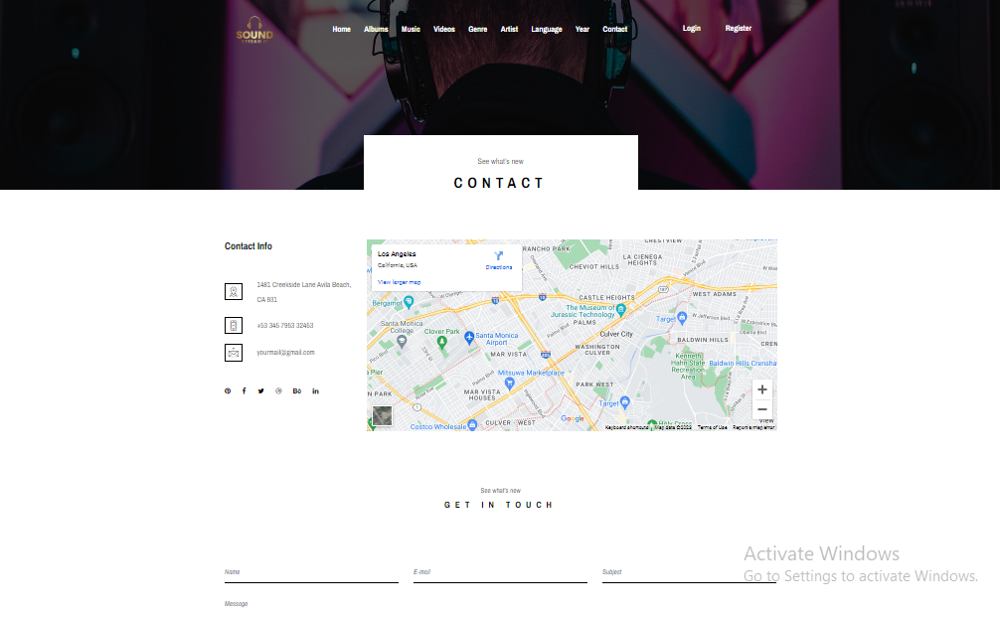 SOUND
Home Albums Music Videos Genre Artist Language Year Contact
Login Register
See what's new
CONTACT
Contact Info
1481 Creekside Lane Avila Beach,
CA 931
+53 345 7953 32453
yourmail@gmail.com
Los Angeles
California, USA
Directions
View larger map
RANCHO PARK
CRESTVIEW
CHEVIOT HILLS
LA CIENEGA
HEIGHTS
Bergamot
CASTLE HEIGHTS
WEST ADAMS
The Museum of
Jurassic Technology
PALMS
Target
W Jefferson Blvd
Santa Monica
College
Clover Park
Santa Monica
Airport
Culver City
BALDWIN HILLS
MAR VISTA
WASHINGTON
CULVER
Kenneth
Hahn State
Recreation
Area
Baldwin Hills Crensha
Mitsuwa Marketplace
PARK WEST
MAR VISTA
HOUSES
Target
Costco Wholesale
CULVER - WEST
Google
Holy Cross
View
Keyboard shortcuts Map data ©2023 Terms of Use Report a map error
See what's new
GET IN TOUCH
Name
E-mail
Subject
Message
Activate Windows
Go to Settings to activate Windows.